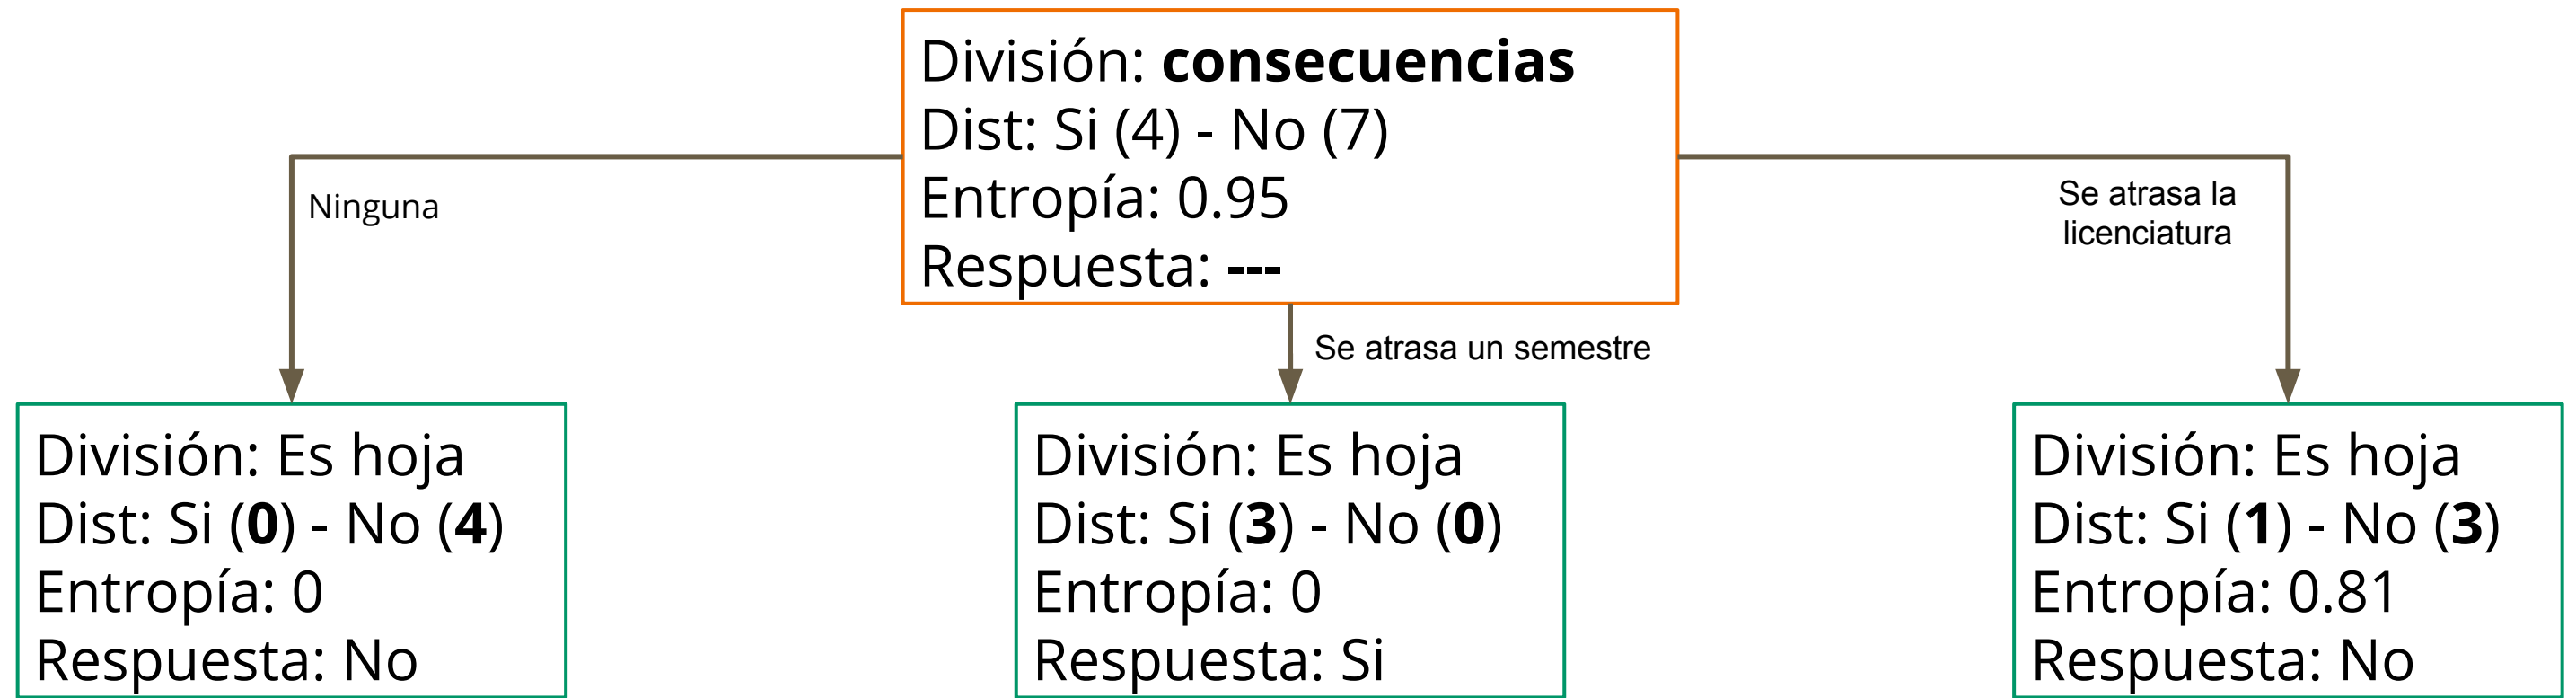 División: consecuencias
Dist: Si (4) - No (7)
Entropía: 0.95
Respuesta: ---
Ninguna
Se atrasa un semestre
Se atrasa la
licenciatura
División: Es hoja
Dist: Si (0) - No (4)
Entropía: 0
Respuesta: No
División: Es hoja
Dist: Si (3) - No (0)
Entropía: 0
Respuesta: Si
División: Es hoja
Dist: Si (1) - No (3)
Entropía: 0.81
Respuesta: No